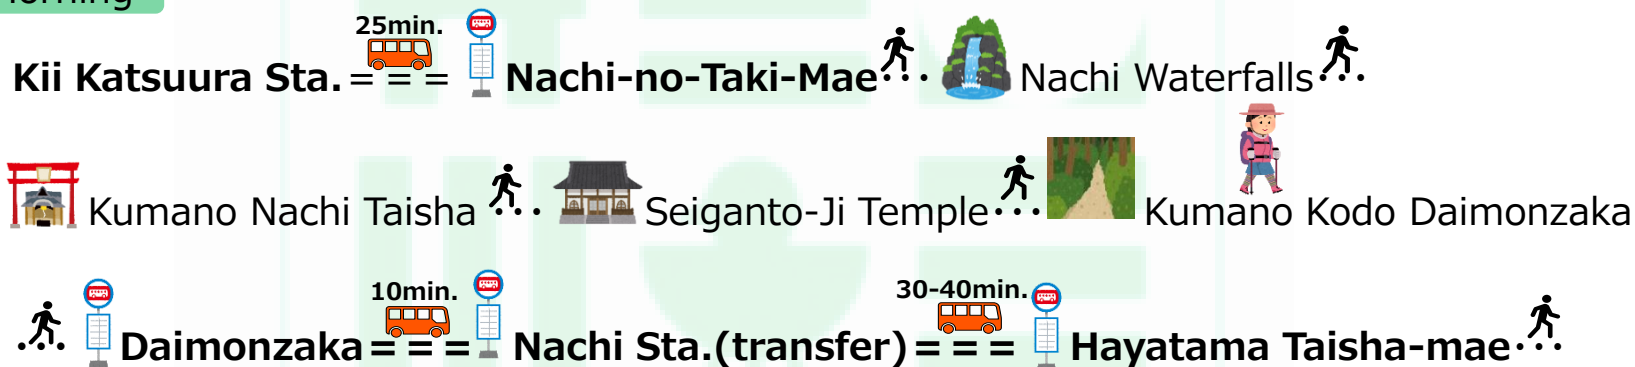 25min.
Kii Katsuura Sta. = = = Nachi-no-Taki-Mae ... Nachi Waterfalls ...
Kumano Nachi Taisha ... Seiganto-Ji Temple ... Kumano Kodo Daimonzaka
10min. 30-40min.
... Daimonzaka = = = Nachi Sta.(transfer) = = = Hayatama Taisha-mae ...